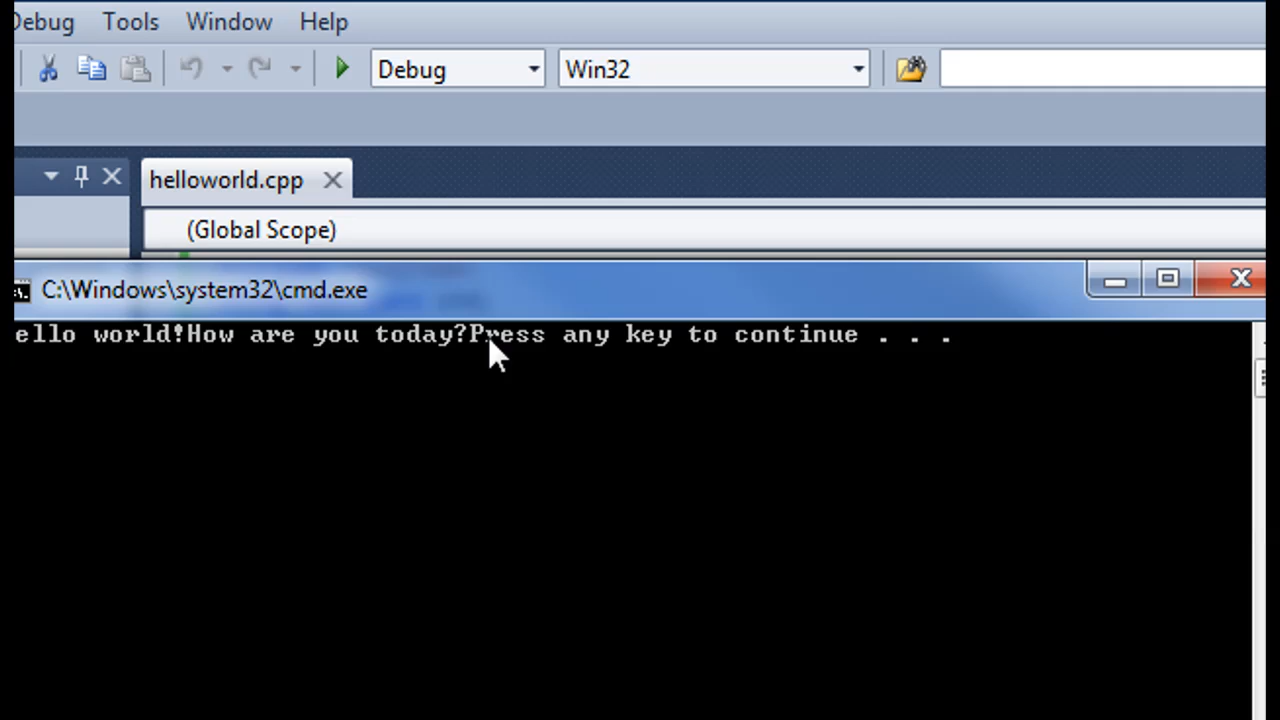 Debug Tools Window Help
Debug Win32
helloworld.cpp
(Global Scope)
C:\Windows\system32\cmd.exe
ello world!How are you today?Press any key to continue . . .